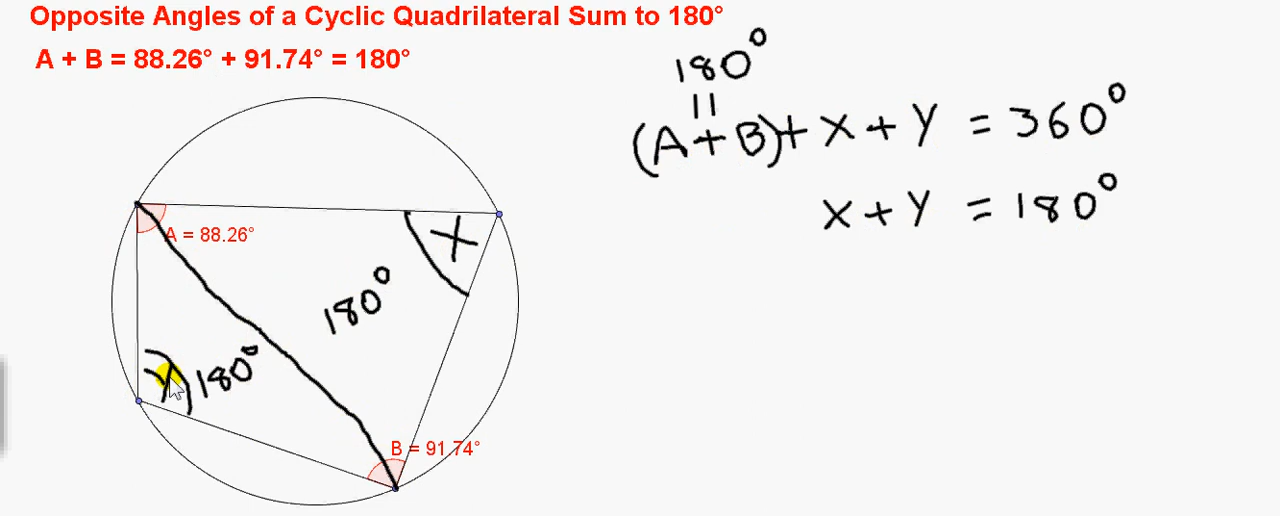 Opposite Angles of a Cyclic Quadrilateral Sum to 180°
A + B = 88.26° + 91.74° = 180°
180°
||
(A+B)+ X + Y = 360°
X + Y = 180°
A = 88.26°
X
180°
Y 180°
B = 91.74°